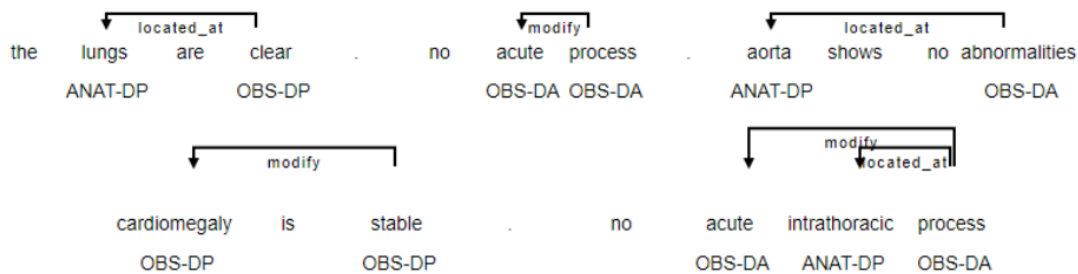 located_at modify located_at
the lungs are clear . no acute process . aorta shows no abnormalities
ANAT-DP OBS-DP OBS-DA OBS-DA ANAT-DP OBS-DA
modify modify
located_at
cardiomegaly is stable . no acute intrathoracic process
OBS-DP OBS-DP OBS-DA ANAT-DP OBS-DA